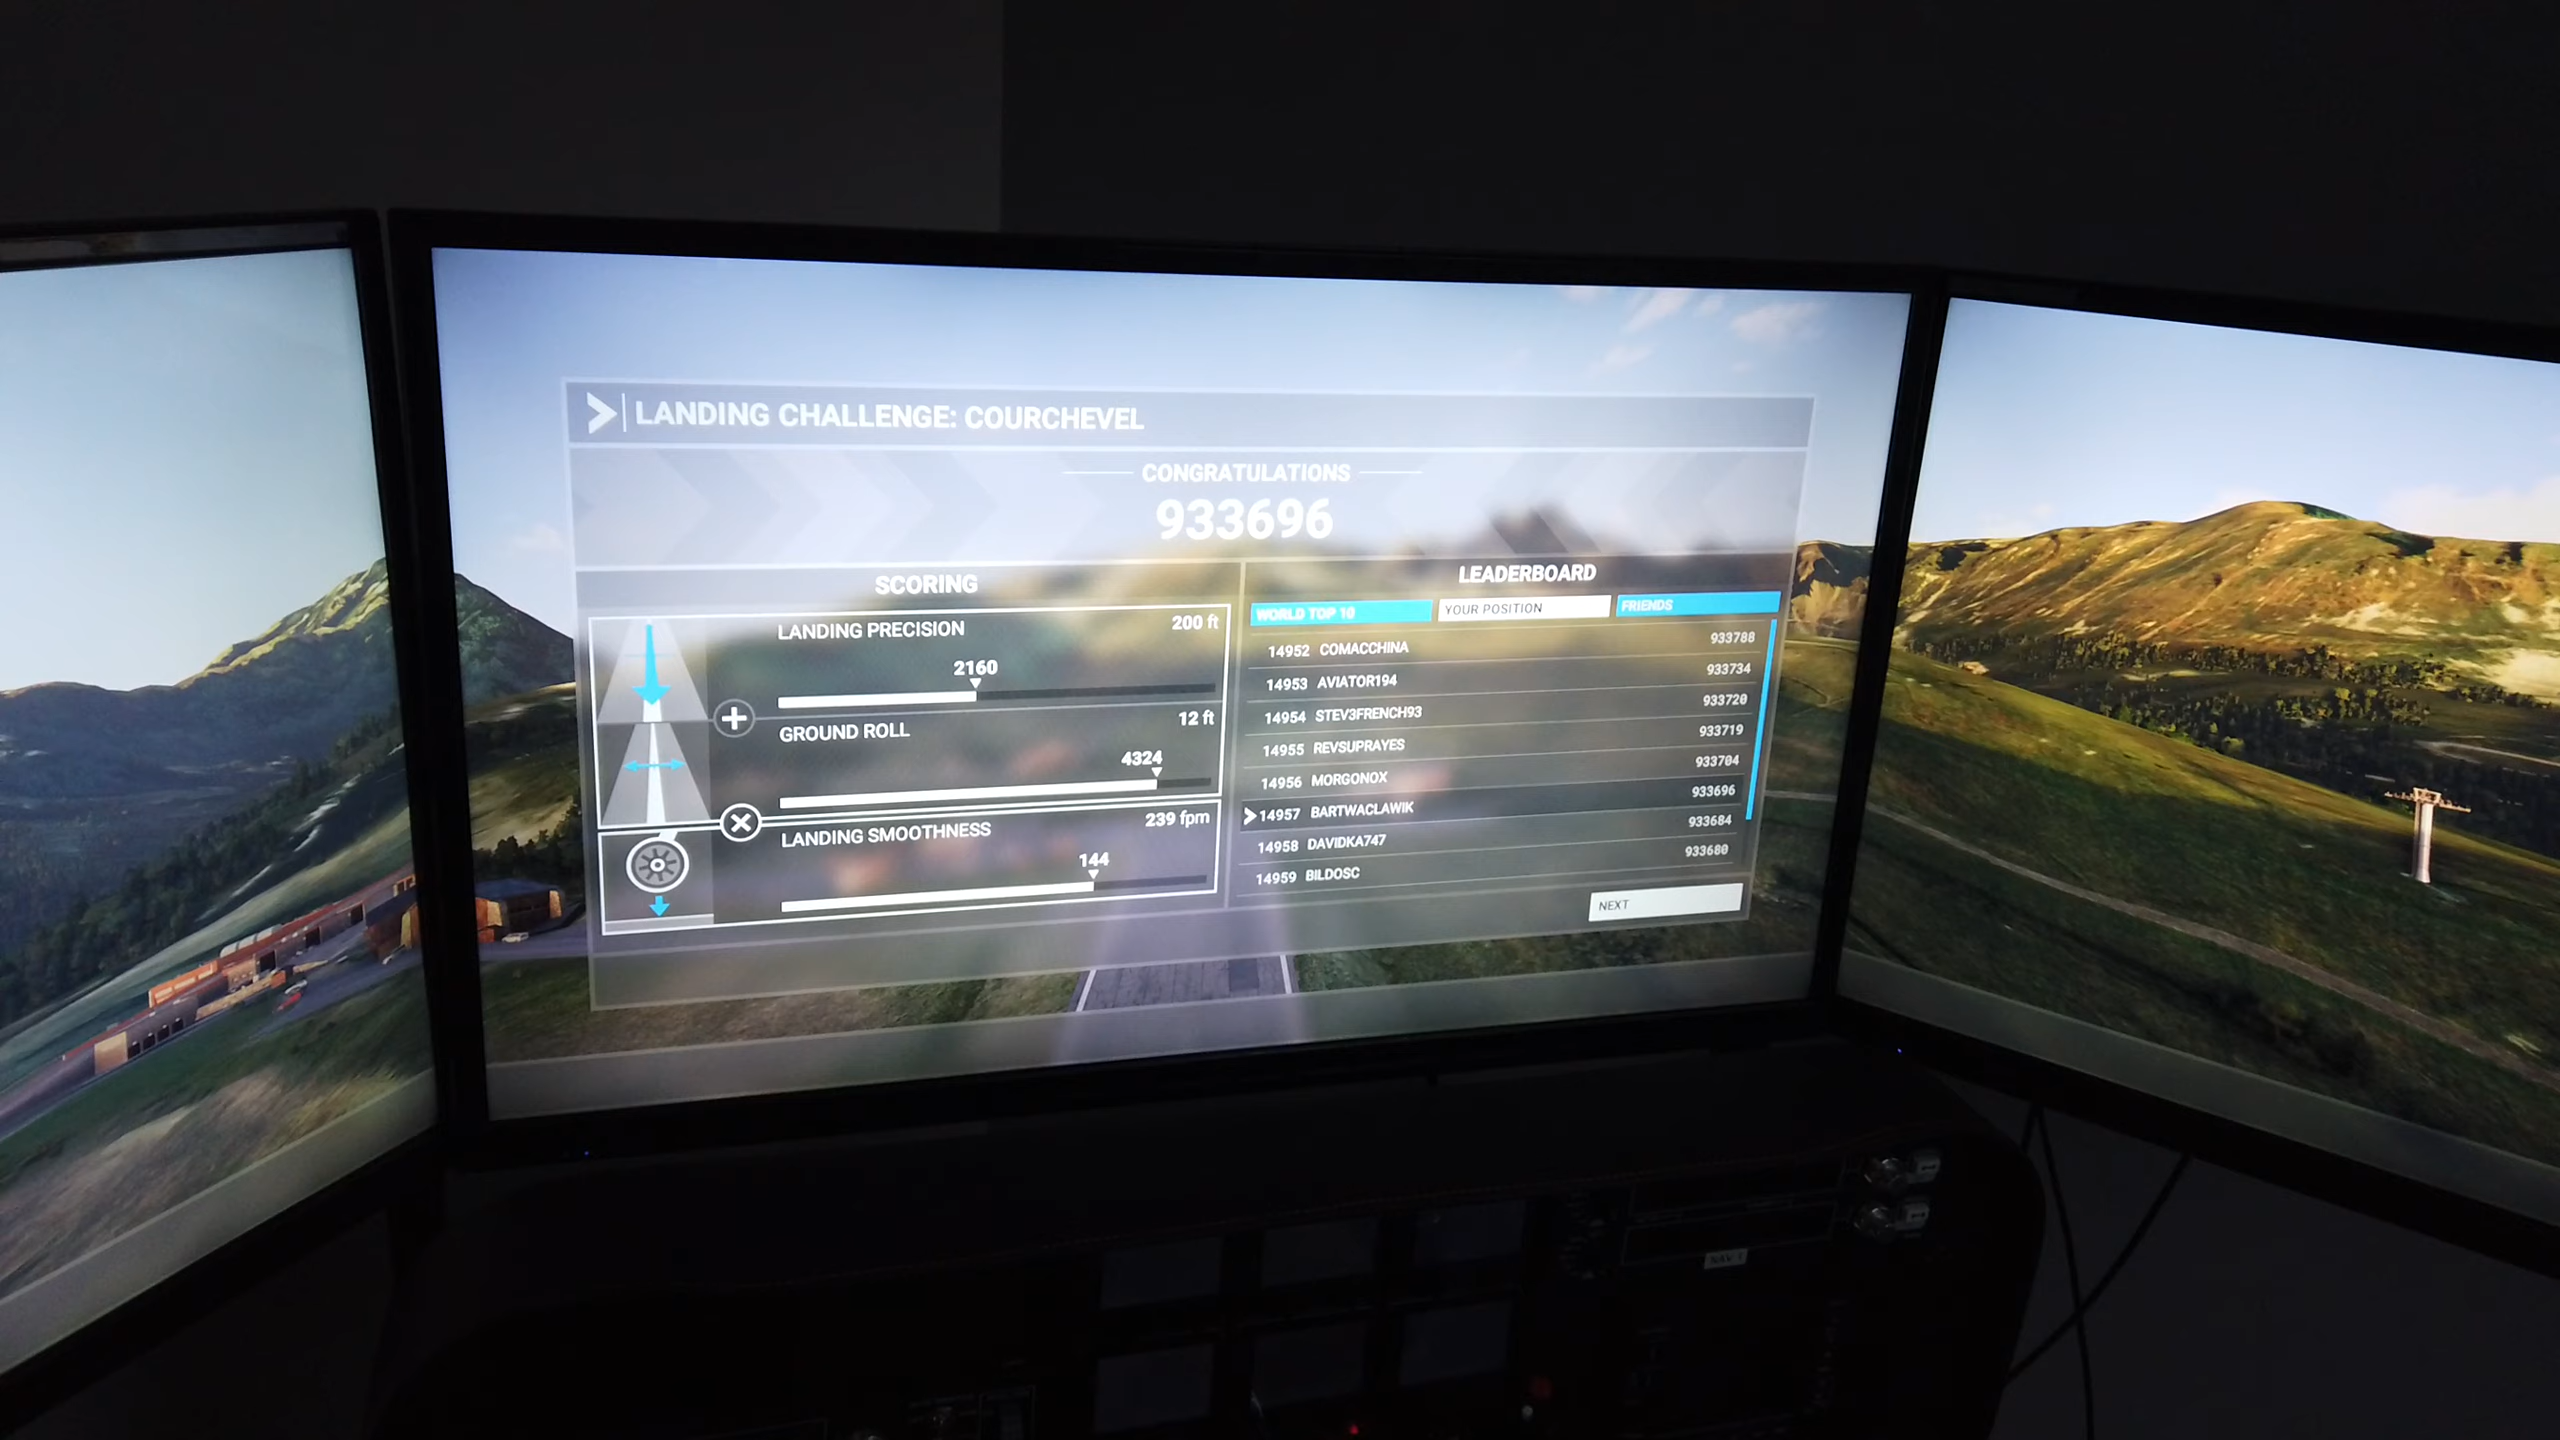 LANDING CHALLENGE: COURCHEVEL
CONGRATULATIONS
933696
SCORING
LANDING PRECISION 200 ft
2160
GROUND ROLL 12 ft
4324
LANDING SMOOTHNESS 239 fpm
144
LEADERBOARD
WORLD TOP 10 YOUR POSITION FRIENDS
14952 COMACCHINA 933788
14953 AVIATOR194 933734
14954 STEV3FRENCH93 933720
14955 REVSUPRAYES 933719
14956 MORGONOX 933704
14957 BARTWACLAWIK 933696
14958 DAVIDKA747 933684
14959 BILDOSC 933680
NEXT
NAV 1